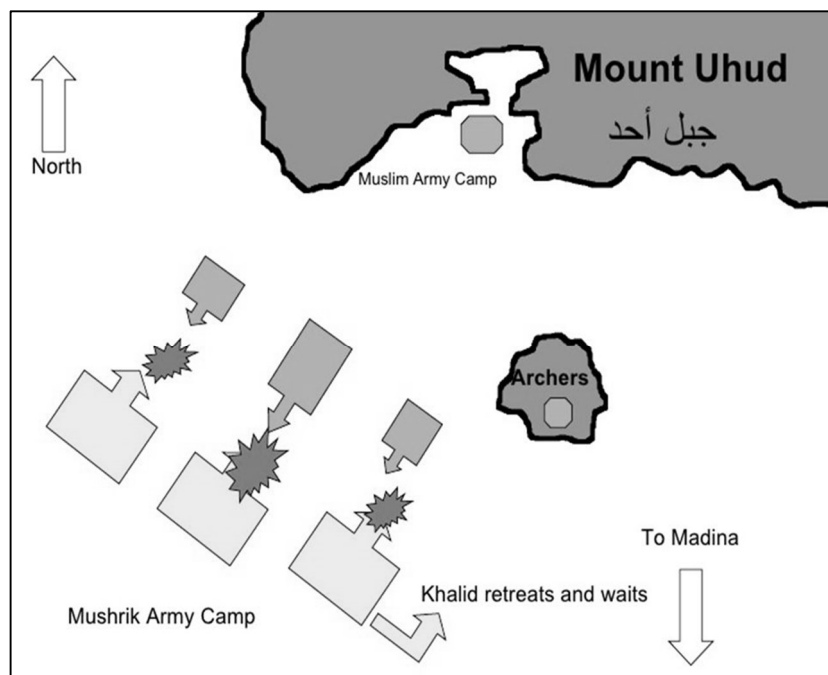 Mount Uhud
جبل أحد
North
Muslim Army Camp
Archers
To Madina
Khalid retreats and waits
Mushrik Army Camp